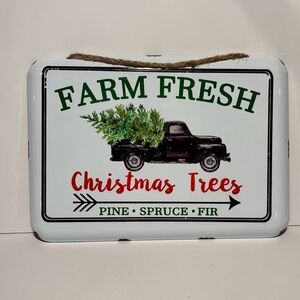 FARM FRESH
Christmas Trees
PINE • SPRUCE • FIR